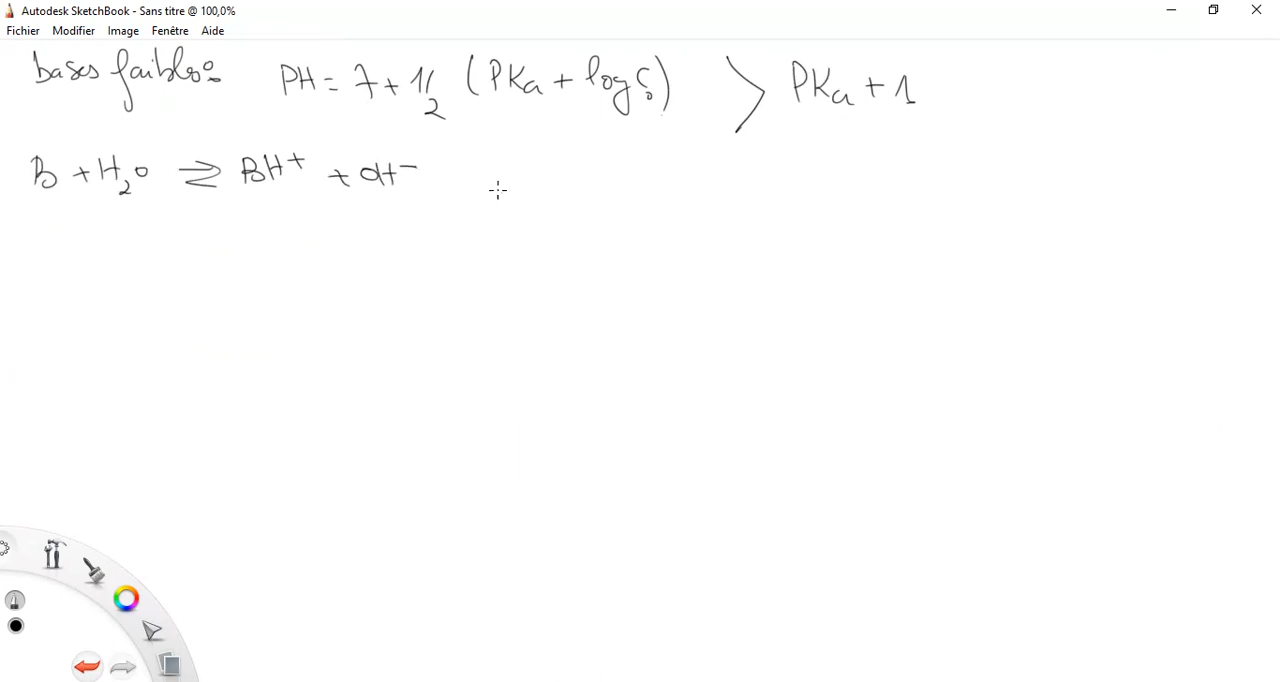 Autodesk SketchBook - Sans titre @ 100,0%
Fichier Modifier Image Fenêtre Aide
bases faibles: PH = 7 + 1/2 (PKa + log C0) > PKa + 1
B + H2O ⇌ BH+ + OH-